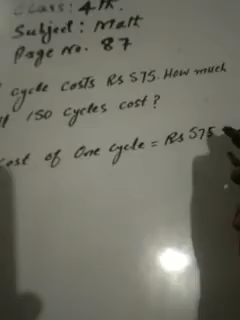 Class: 4th.
Subject: Math
Page No. 87
cycle costs Rs 575. How much
150 cycles cost?
Cost of One cycle = Rs 575